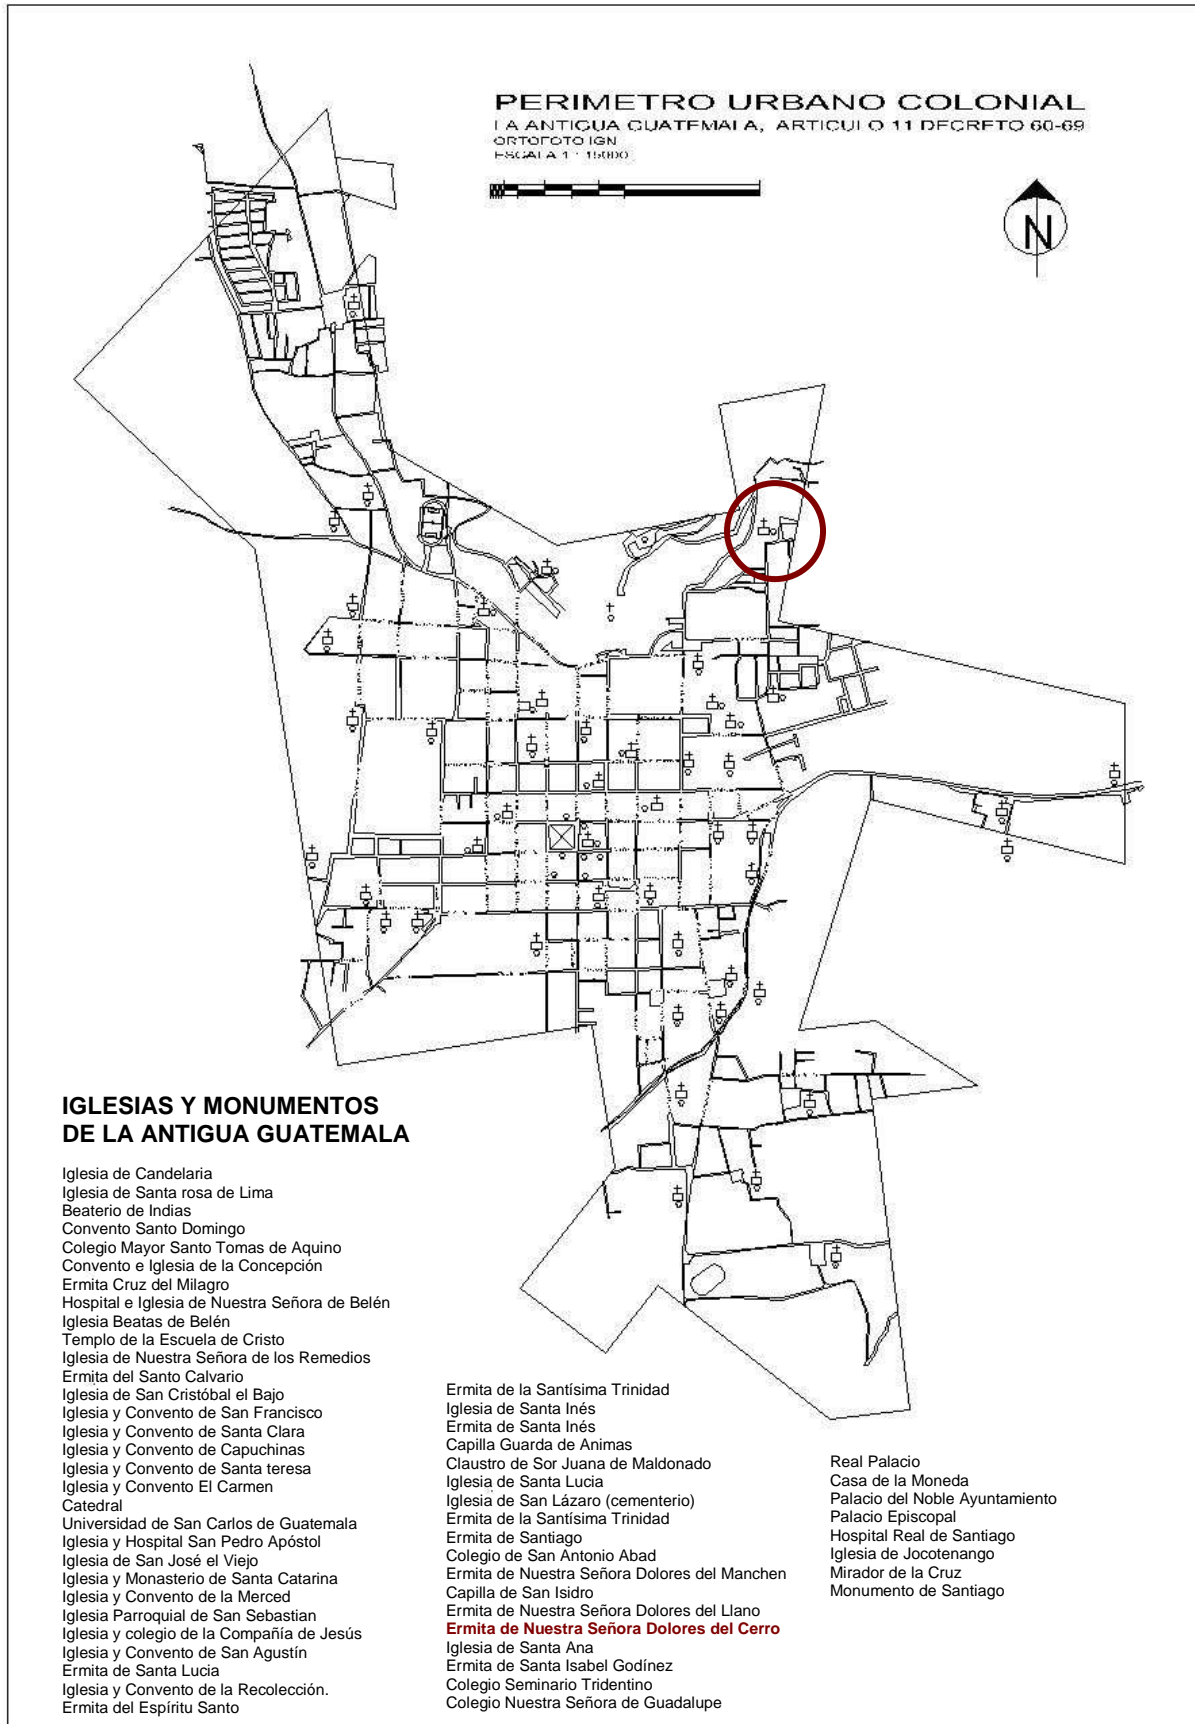 PERIMETRO URBANO COLONIAL
LA ANTIGUA GUATEMALA, ARTICULO 11 DECRETO 60-69
ORTOFOTO IGN
ESCALA 1 : 15000
N
IGLESIAS Y MONUMENTOS
DE LA ANTIGUA GUATEMALA
Iglesia de Candelaria
Iglesia de Santa rosa de Lima
Beaterio de Indias
Convento Santo Domingo
Colegio Mayor Santo Tomas de Aquino
Convento e Iglesia de la Concepción
Ermita Cruz del Milagro
Hospital e Iglesia de Nuestra Señora de Belén
Iglesia Beatas de Belén
Templo de la Escuela de Cristo
Iglesia de Nuestra Señora de los Remedios
Ermita del Santo Calvario
Iglesia de San Cristóbal el Bajo
Iglesia y Convento de San Francisco
Iglesia y Convento de Santa Clara
Iglesia y Convento de Capuchinas
Iglesia y Convento de Santa teresa
Iglesia y Convento El Carmen
Catedral
Universidad de San Carlos de Guatemala
Iglesia y Hospital San Pedro Apóstol
Iglesia de San José el Viejo
Iglesia y Monasterio de Santa Catarina
Iglesia y Convento de la Merced
Iglesia Parroquial de San Sebastian
Iglesia y colegio de la Compañía de Jesús
Iglesia y Convento de San Agustín
Ermita de Santa Lucia
Iglesia y Convento de la Recolección.
Ermita del Espíritu Santo
Ermita de la Santísima Trinidad
Iglesia de Santa Inés
Ermita de Santa Inés
Capilla Guarda de Animas
Claustro de Sor Juana de Maldonado
Iglesia de Santa Lucia
Iglesia de San Lázaro (cementerio)
Ermita de la Santísima Trinidad
Ermita de Santiago
Colegio de San Antonio Abad
Ermita de Nuestra Señora Dolores del Manchen
Capilla de San Isidro
Ermita de Nuestra Señora Dolores del Llano
Ermita de Nuestra Señora Dolores del Cerro
Iglesia de Santa Ana
Ermita de Santa Isabel Godínez
Colegio Seminario Tridentino
Colegio Nuestra Señora de Guadalupe
Real Palacio
Casa de la Moneda
Palacio del Noble Ayuntamiento
Palacio Episcopal
Hospital Real de Santiago
Iglesia de Jocotenango
Mirador de la Cruz
Monumento de Santiago